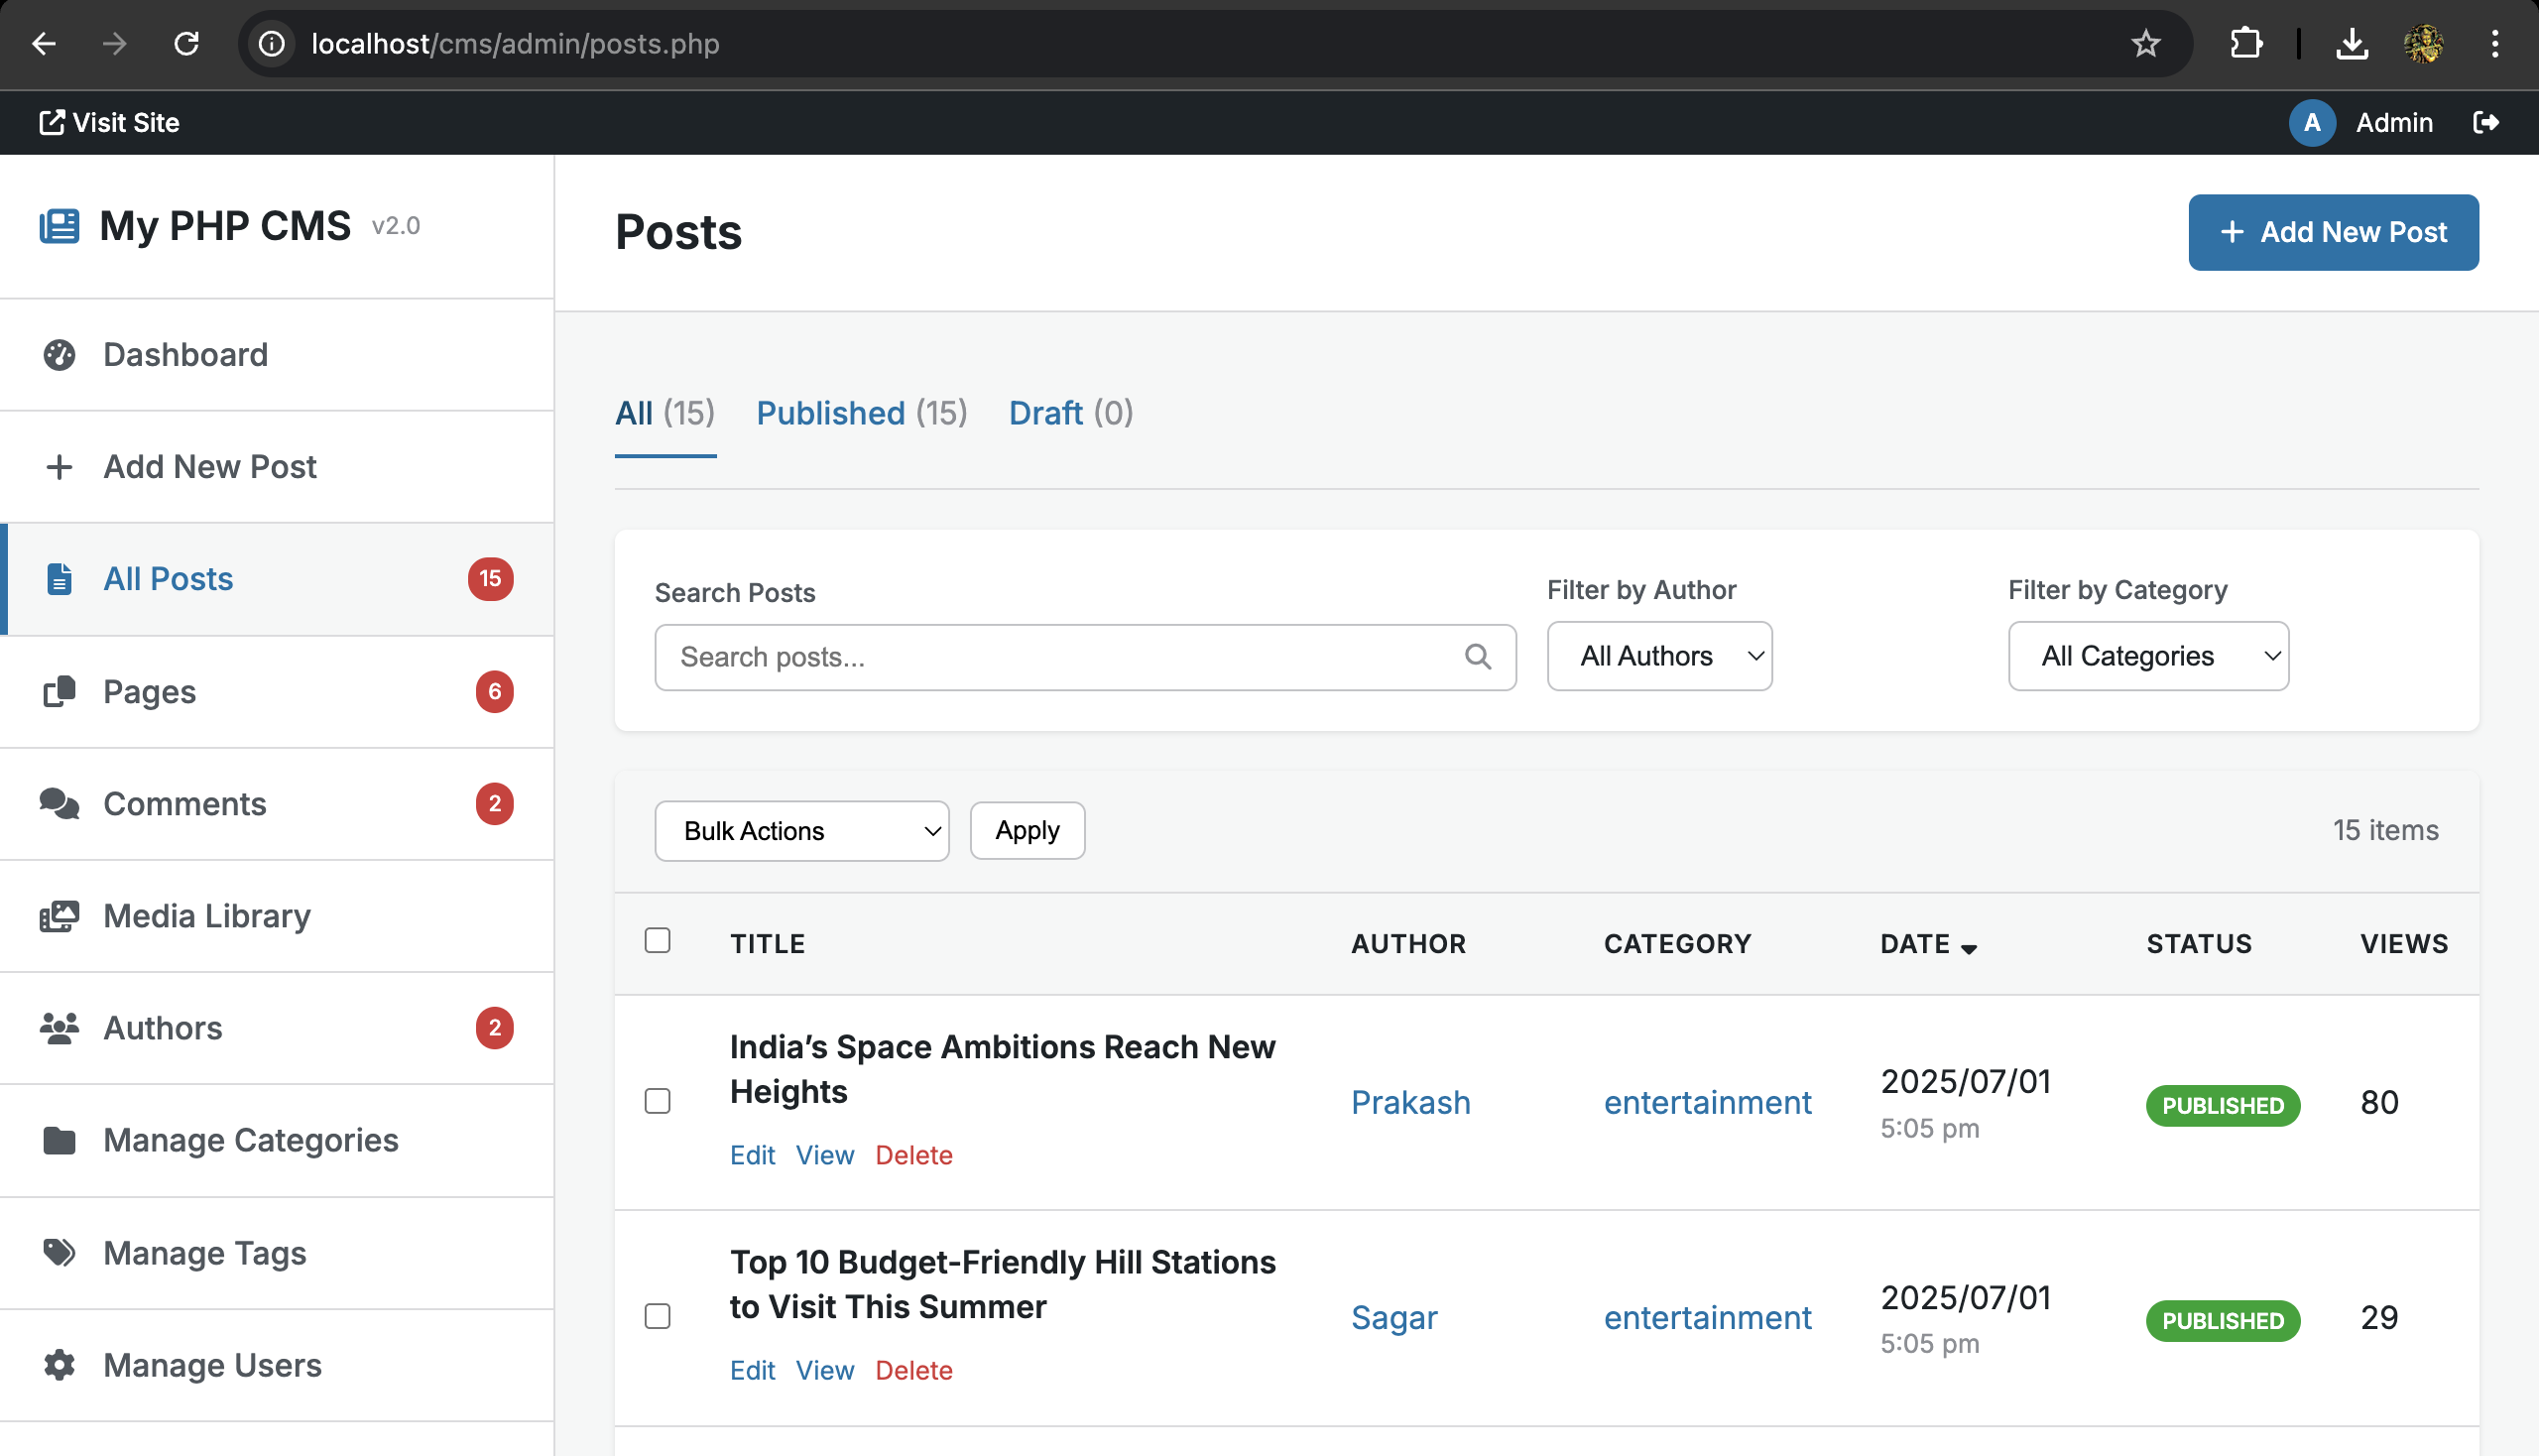 localhost/cms/admin/posts.php
Visit Site
A Admin
My PHP CMS v2.0
Dashboard
Add New Post
All Posts 15
Pages 6
Comments 2
Media Library
Authors 2
Manage Categories
Manage Tags
Manage Users
Posts
+ Add New Post
All (15) Published (15) Draft (0)
Search Posts Filter by Author Filter by Category
Search posts... All Authors All Categories
Bulk Actions Apply 15 items
TITLE AUTHOR CATEGORY DATE STATUS VIEWS
India’s Space Ambitions Reach New
Heights
Edit View Delete
Prakash
entertainment
2025/07/01
5:05 pm
PUBLISHED
80
Top 10 Budget-Friendly Hill Stations
to Visit This Summer
Edit View Delete
Sagar
entertainment
2025/07/01
5:05 pm
PUBLISHED
29